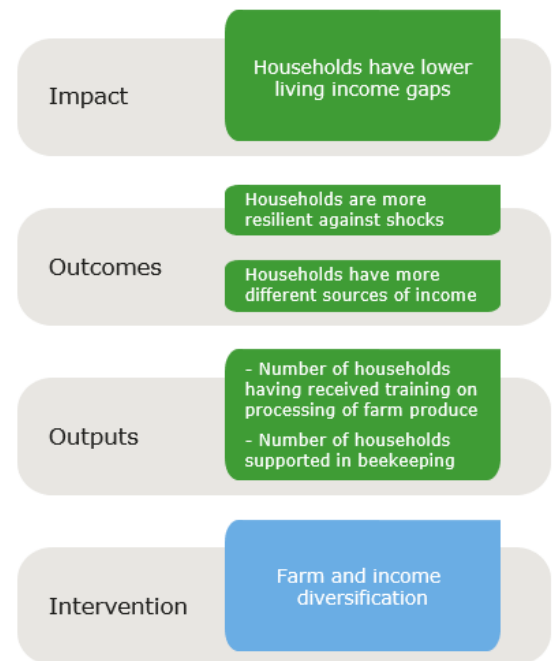 Impact
Households have lower
living income gaps
Outcomes
Households are more
resilient against shocks
Households have more
different sources of income
Outputs
- Number of households
having received training on
processing of farm produce
- Number of households
supported in beekeeping
Intervention
Farm and income
diversification